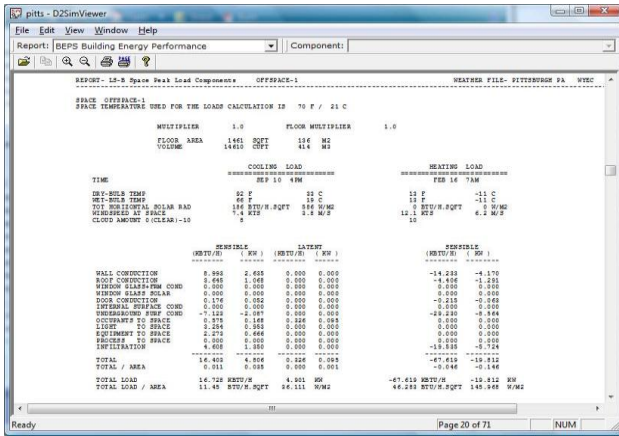 pitts - D2SimViewer
File Edit View Window Help
Report: BEPS Building Energy Performance Component:
REPORT- LS-B Space Peak Load Components OFFSPACE-1 WEATHER FILE- PITTSBURGH PA WYEC
SPACE OFFSPACE-1
SPACE TEMPERATURE USED FOR THE LOADS CALCULATION IS 70 F / 21 C
MULTIPLIER 1.0 FLOOR MULTIPLIER 1.0
FLOOR AREA 1461 SQFT 136 M2
VOLUME 14610 CUFT 414 M3
COOLING LOAD HEATING LOAD
TIME SEP 10 4PM FEB 16 7AM
DRY-BULB TEMP 92 F 33 C 13 F -11 C
WET-BULB TEMP 66 F 19 C 13 F -11 C
TOT HORIZONTAL SOLAR RAD 186 BTU/H.SQFT 586 W/M2 0 BTU/H.SQFT 0 W/M2
WINDSPEED AT SPACE 7.4 KTS 3.8 M/S 12.1 KTS 6.2 M/S
CLOUD AMOUNT 0(CLEAR)-10 5 10
SENSIBLE LATENT SENSIBLE
(KBTU/H) ( KW ) (KBTU/H) ( KW ) (KBTU/H) ( KW )
WALL CONDUCTION 8.993 2.635 0.000 0.000 -14.233 -4.170
ROOF CONDUCTION 3.645 1.068 0.000 0.000 -4.406 -1.291
WINDOW GLASS+FRM COND 0.000 0.000 0.000 0.000 0.000 0.000
WINDOW GLASS SOLAR 0.000 0.000 0.000 0.000 0.000 0.000
DOOR CONDUCTION 0.176 0.052 0.000 0.000 -0.215 -0.063
INTERNAL SURFACE COND 0.000 0.000 0.000 0.000 0.000 0.000
UNDERGROUND SURF COND -7.123 -2.087 0.000 0.000 -29.230 -8.564
OCCUPANTS TO SPACE 0.575 0.168 0.326 0.095 0.000 0.000
LIGHT TO SPACE 3.254 0.953 0.000 0.000 0.000 0.000
EQUIPMENT TO SPACE 2.273 0.666 0.000 0.000 0.000 0.000
PROCESS TO SPACE 0.000 0.000 0.000 0.000 0.000 0.000
INFILTRATION 4.608 1.350 0.000 0.000 -19.535 -5.724
TOTAL 16.402 4.806 0.326 0.095 -67.619 -19.812
TOTAL / AREA 0.011 0.035 0.000 0.001 -0.046 -0.146
TOTAL LOAD 16.728 KBTU/H 4.901 KW -67.619 KBTU/H -19.812 KW
TOTAL LOAD / AREA 11.45 BTU/H.SQFT 36.111 W/M2 46.283 BTU/H.SQFT 145.968 W/M2
Ready Page 20 of 71 NUM